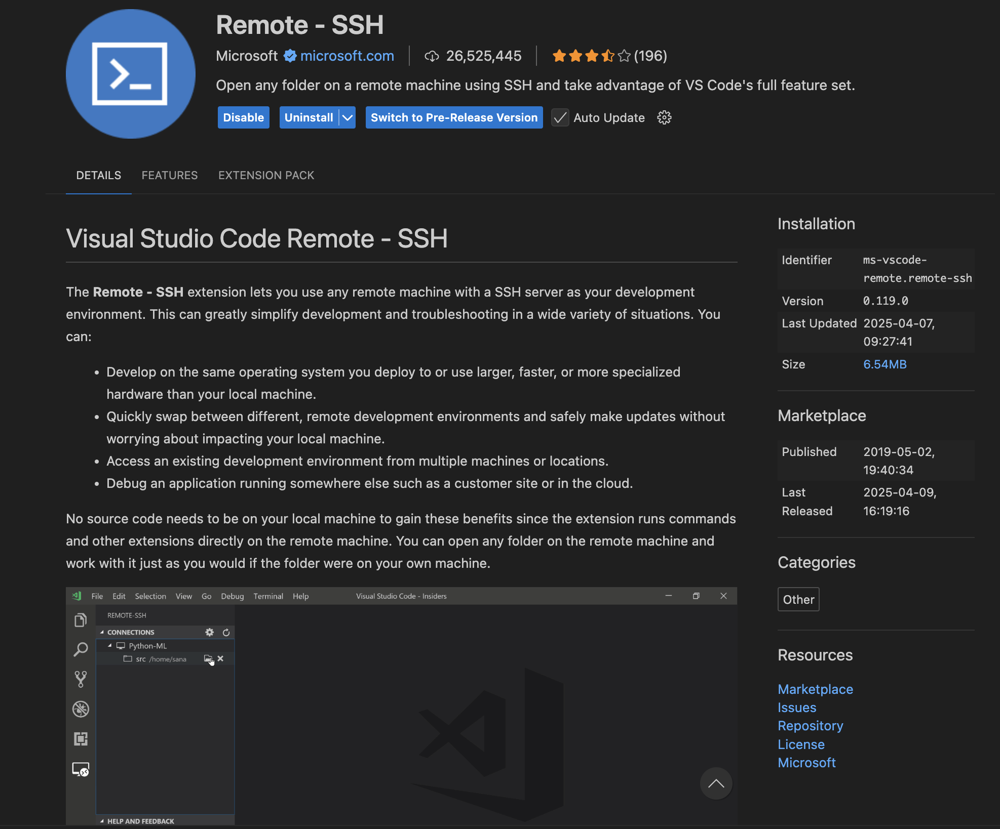 Remote - SSH
Microsoft microsoft.com 26,525,445 (196)
Open any folder on a remote machine using SSH and take advantage of VS Code's full feature set.
Disable Uninstall Switch to Pre-Release Version Auto Update
DETAILS FEATURES EXTENSION PACK
Visual Studio Code Remote - SSH
The Remote - SSH extension lets you use any remote machine with a SSH server as your development
environment. This can greatly simplify development and troubleshooting in a wide variety of situations. You
can:
• Develop on the same operating system you deploy to or use larger, faster, or more specialized
hardware than your local machine.
• Quickly swap between different, remote development environments and safely make updates without
worrying about impacting your local machine.
• Access an existing development environment from multiple machines or locations.
• Debug an application running somewhere else such as a customer site or in the cloud.
No source code needs to be on your local machine to gain these benefits since the extension runs commands
and other extensions directly on the remote machine. You can open any folder on the remote machine and
work with it just as you would if the folder were on your own machine.
File Edit Selection View Go Debug Terminal Help Visual Studio Code - Insiders
REMOTE-SSH
CONNECTIONS
Python-ML
src /home/sana
HELP AND FEEDBACK
Installation
Identifier ms-vscode-
remote.remote-ssh
Version 0.119.0
Last Updated 2025-04-07,
09:27:41
Size 6.54MB
Marketplace
Published 2019-05-02,
19:40:34
Last 2025-04-09,
Released 16:19:16
Categories
Other
Resources
Marketplace
Issues
Repository
License
Microsoft